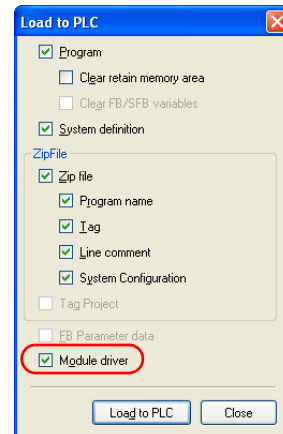 Load to PLC
Program
Clear retain memory area
Clear FB/SFB variables
System definition
ZipFile
Zip file
Program name
Tag
Line comment
System Configuration
Tag Project
FB Parameter data
Module driver
Load to PLC Close